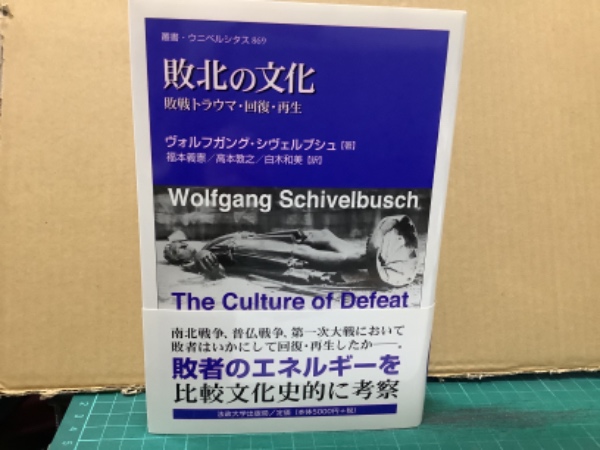 叢書・ウニベルシタス 869
敗北の文化
敗戦トラウマ・回復・再生
ヴォルフガング・シヴェルブシュ【著】
福本義憲／高本教之／白木和美【訳】
Wolfgang Schivelbusch
The Culture of Defeat
南北戦争、普仏戦争、第一次大戦において
敗者はいかにして回復・再生したか――。
敗者のエネルギーを
比較文化史的に考察
法政大学出版局／定価（本体5000円＋税）
2
3
4
5